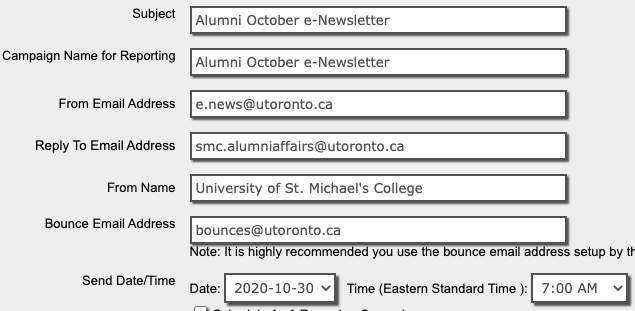 Subject Alumni October e-Newsletter
Campaign Name for Reporting Alumni October e-Newsletter
From Email Address e.news@utoronto.ca
Reply To Email Address smc.alumniaffairs@utoronto.ca
From Name University of St. Michael's College
Bounce Email Address bounces@utoronto.ca
Note: It is highly recommended you use the bounce email address setup by
Send Date/Time Date: 2020-10-30 Time (Eastern Standard Time ): 7:00 AM